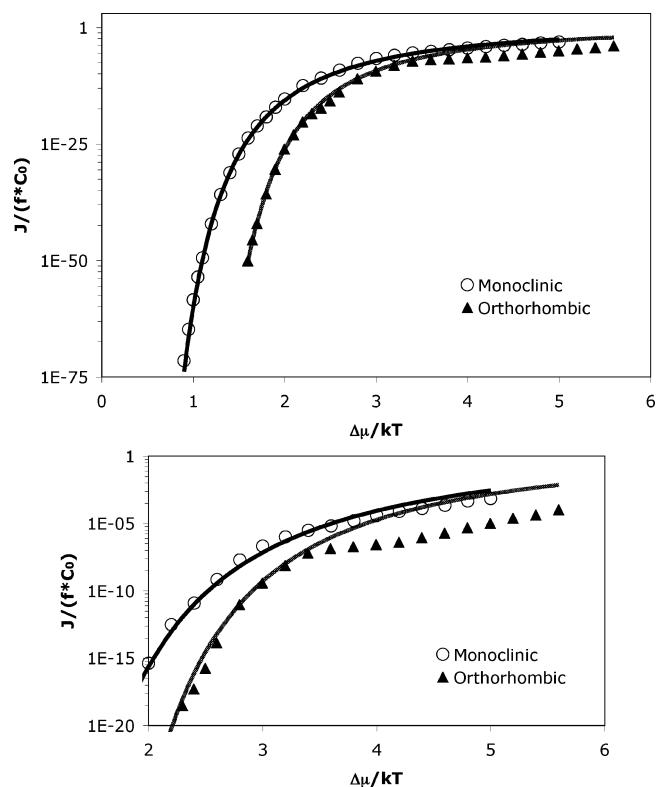 1
1E-25
1E-50
1E-75
J/(f*C₀)
0 1 2 3 4 5 6
Δμ/kT
Monoclinic
Orthorhombic
1
1E-05
1E-10
1E-15
1E-20
J/(f*C₀)
2 3 4 5 6
Δμ/kT
Monoclinic
Orthorhombic